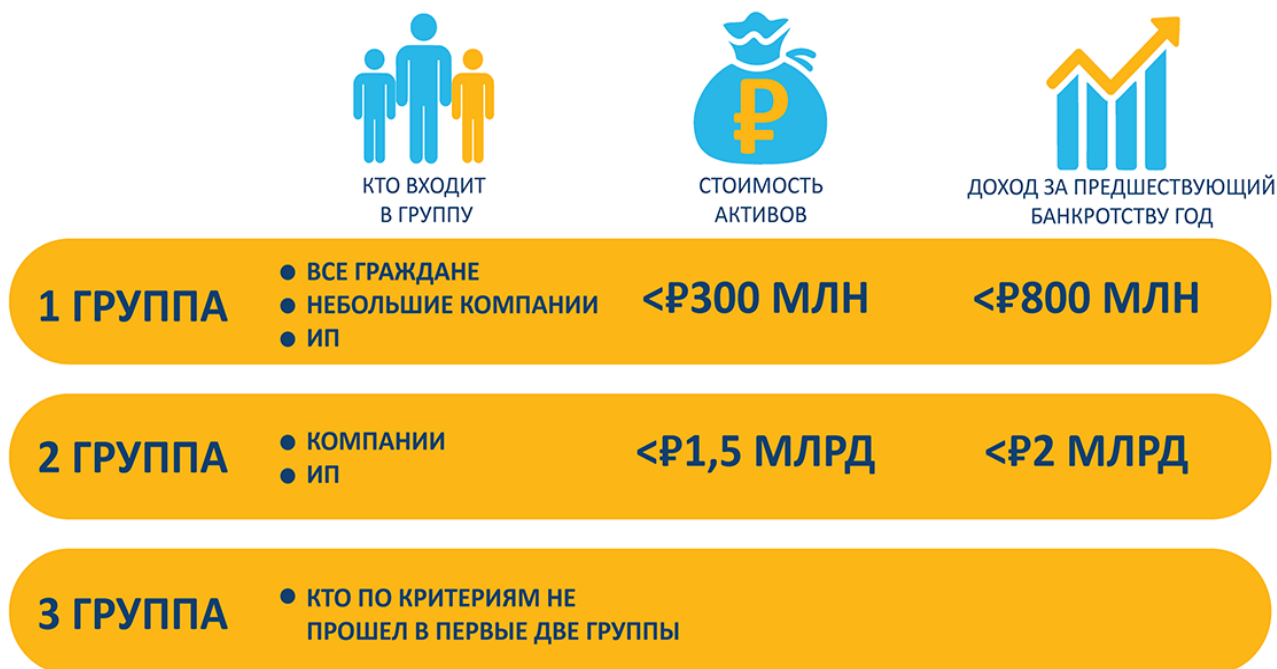 КТО ВХОДИТ
В ГРУППУ
СТОИМОСТЬ
АКТИВОВ
ДОХОД ЗА ПРЕДШЕСТВУЮЩИЙ
БАНКРОТСТВУ ГОД
1 ГРУППА
● ВСЕ ГРАЖДАНЕ
● НЕБОЛЬШИЕ КОМПАНИИ
● ИП
<₽300 МЛН
<₽800 МЛН
2 ГРУППА
● КОМПАНИИ
● ИП
<₽1,5 МЛРД
<₽2 МЛРД
3 ГРУППА
● КТО ПО КРИТЕРИЯМ НЕ
ПРОШЕЛ В ПЕРВЫЕ ДВЕ ГРУППЫ